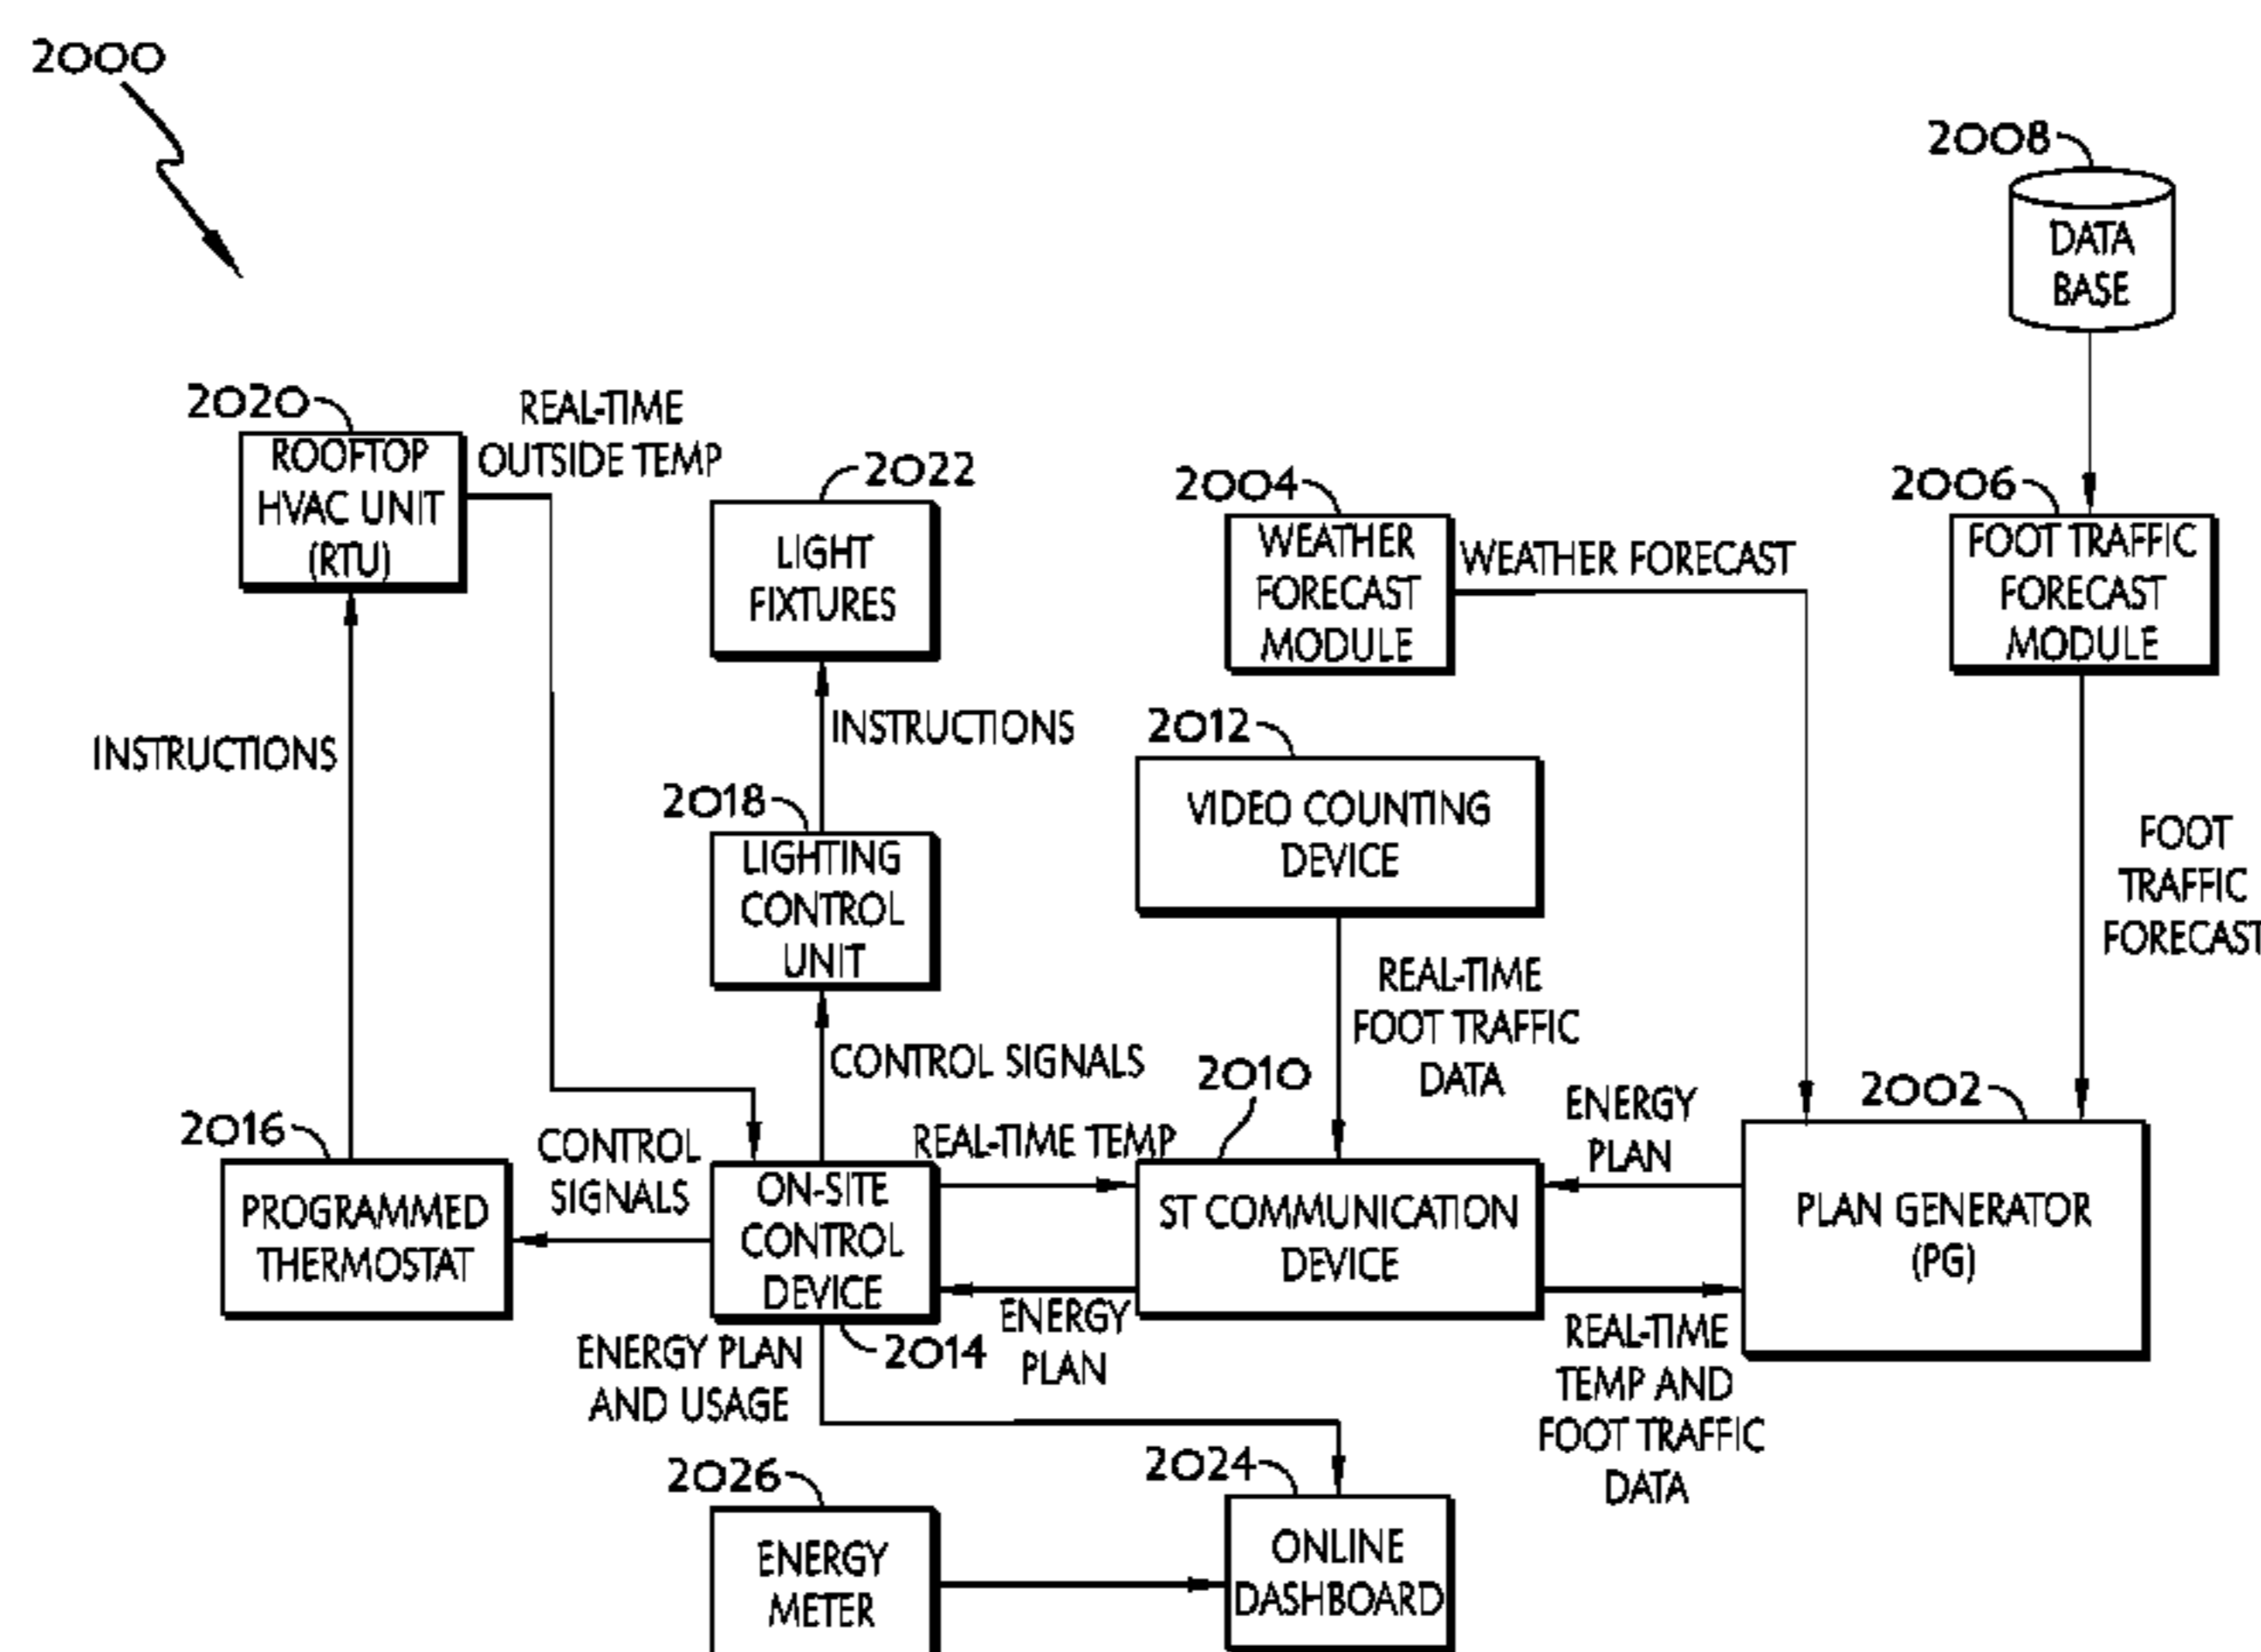 2000
2008
DATA
BASE
2020
ROOFTOP
HVAC UNIT
(RTU)
REAL-TIME
OUTSIDE TEMP
2022
LIGHT
FIXTURES
2004
WEATHER
FORECAST
MODULE
WEATHER FORECAST
2006
FOOT TRAFFIC
FORECAST
MODULE
INSTRUCTIONS
INSTRUCTIONS
2012
VIDEO COUNTING
DEVICE
2018
LIGHTING
CONTROL
UNIT
FOOT
TRAFFIC
FORECAST
REAL-TIME
FOOT TRAFFIC
DATA
CONTROL SIGNALS
2010
ENERGY
PLAN
2002
2016
CONTROL
SIGNALS
REAL-TIME TEMP
PROGRAMMED
THERMOSTAT
ON-SITE
CONTROL
DEVICE
ST COMMUNICATION
DEVICE
PLAN GENERATOR
(PG)
ENERGY PLAN
AND USAGE
2014
ENERGY
PLAN
REAL-TIME
TEMP AND
FOOT TRAFFIC
DATA
2026
2024
ENERGY
METER
ONLINE
DASHBOARD